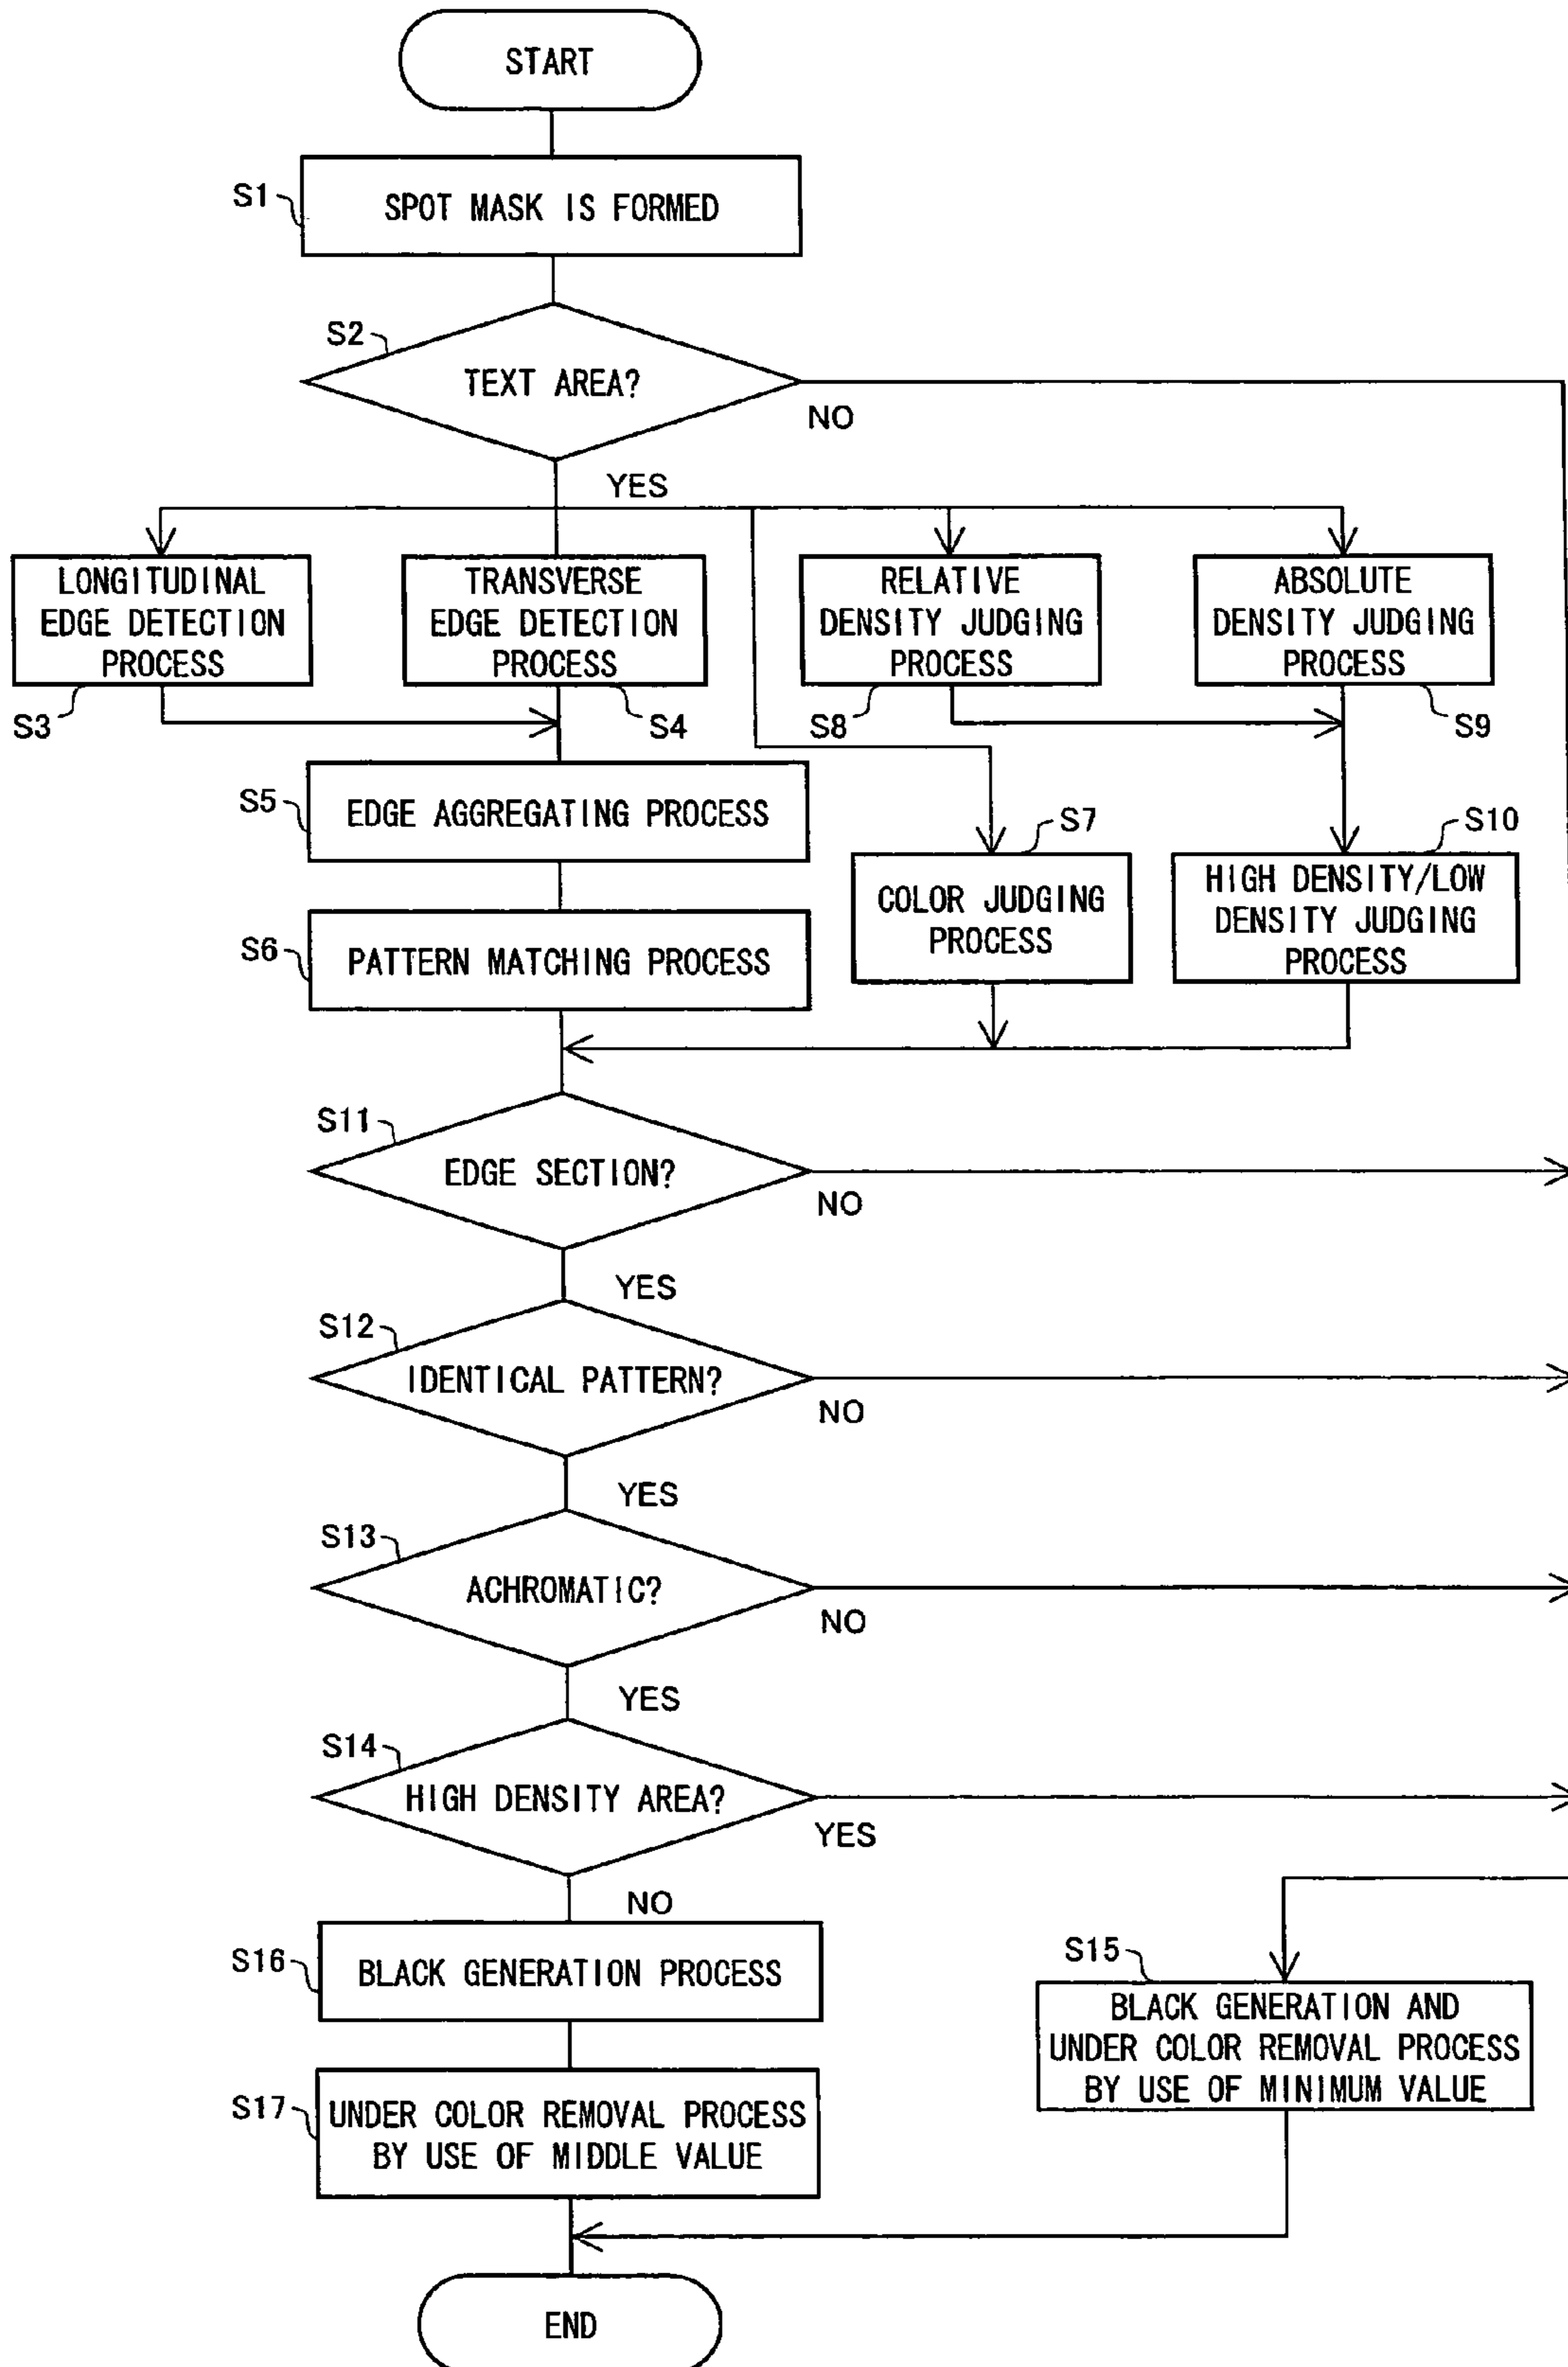 START
S1
SPOT MASK IS FORMED
S2
TEXT AREA?
NO
YES
LONGITUDINAL
EDGE DETECTION
PROCESS
S3
TRANSVERSE
EDGE DETECTION
PROCESS
S4
RELATIVE
DENSITY JUDGING
PROCESS
S8
ABSOLUTE
DENSITY JUDGING
PROCESS
S9
S5
EDGE AGGREGATING PROCESS
S6
PATTERN MATCHING PROCESS
S7
COLOR JUDGING
PROCESS
S10
HIGH DENSITY/LOW
DENSITY JUDGING
PROCESS
S11
EDGE SECTION?
NO
YES
S12
IDENTICAL PATTERN?
NO
YES
S13
ACHROMATIC?
NO
YES
S14
HIGH DENSITY AREA?
YES
NO
S16
BLACK GENERATION PROCESS
S15
BLACK GENERATION AND
UNDER COLOR REMOVAL PROCESS
BY USE OF MINIMUM VALUE
S17
UNDER COLOR REMOVAL PROCESS
BY USE OF MIDDLE VALUE
END